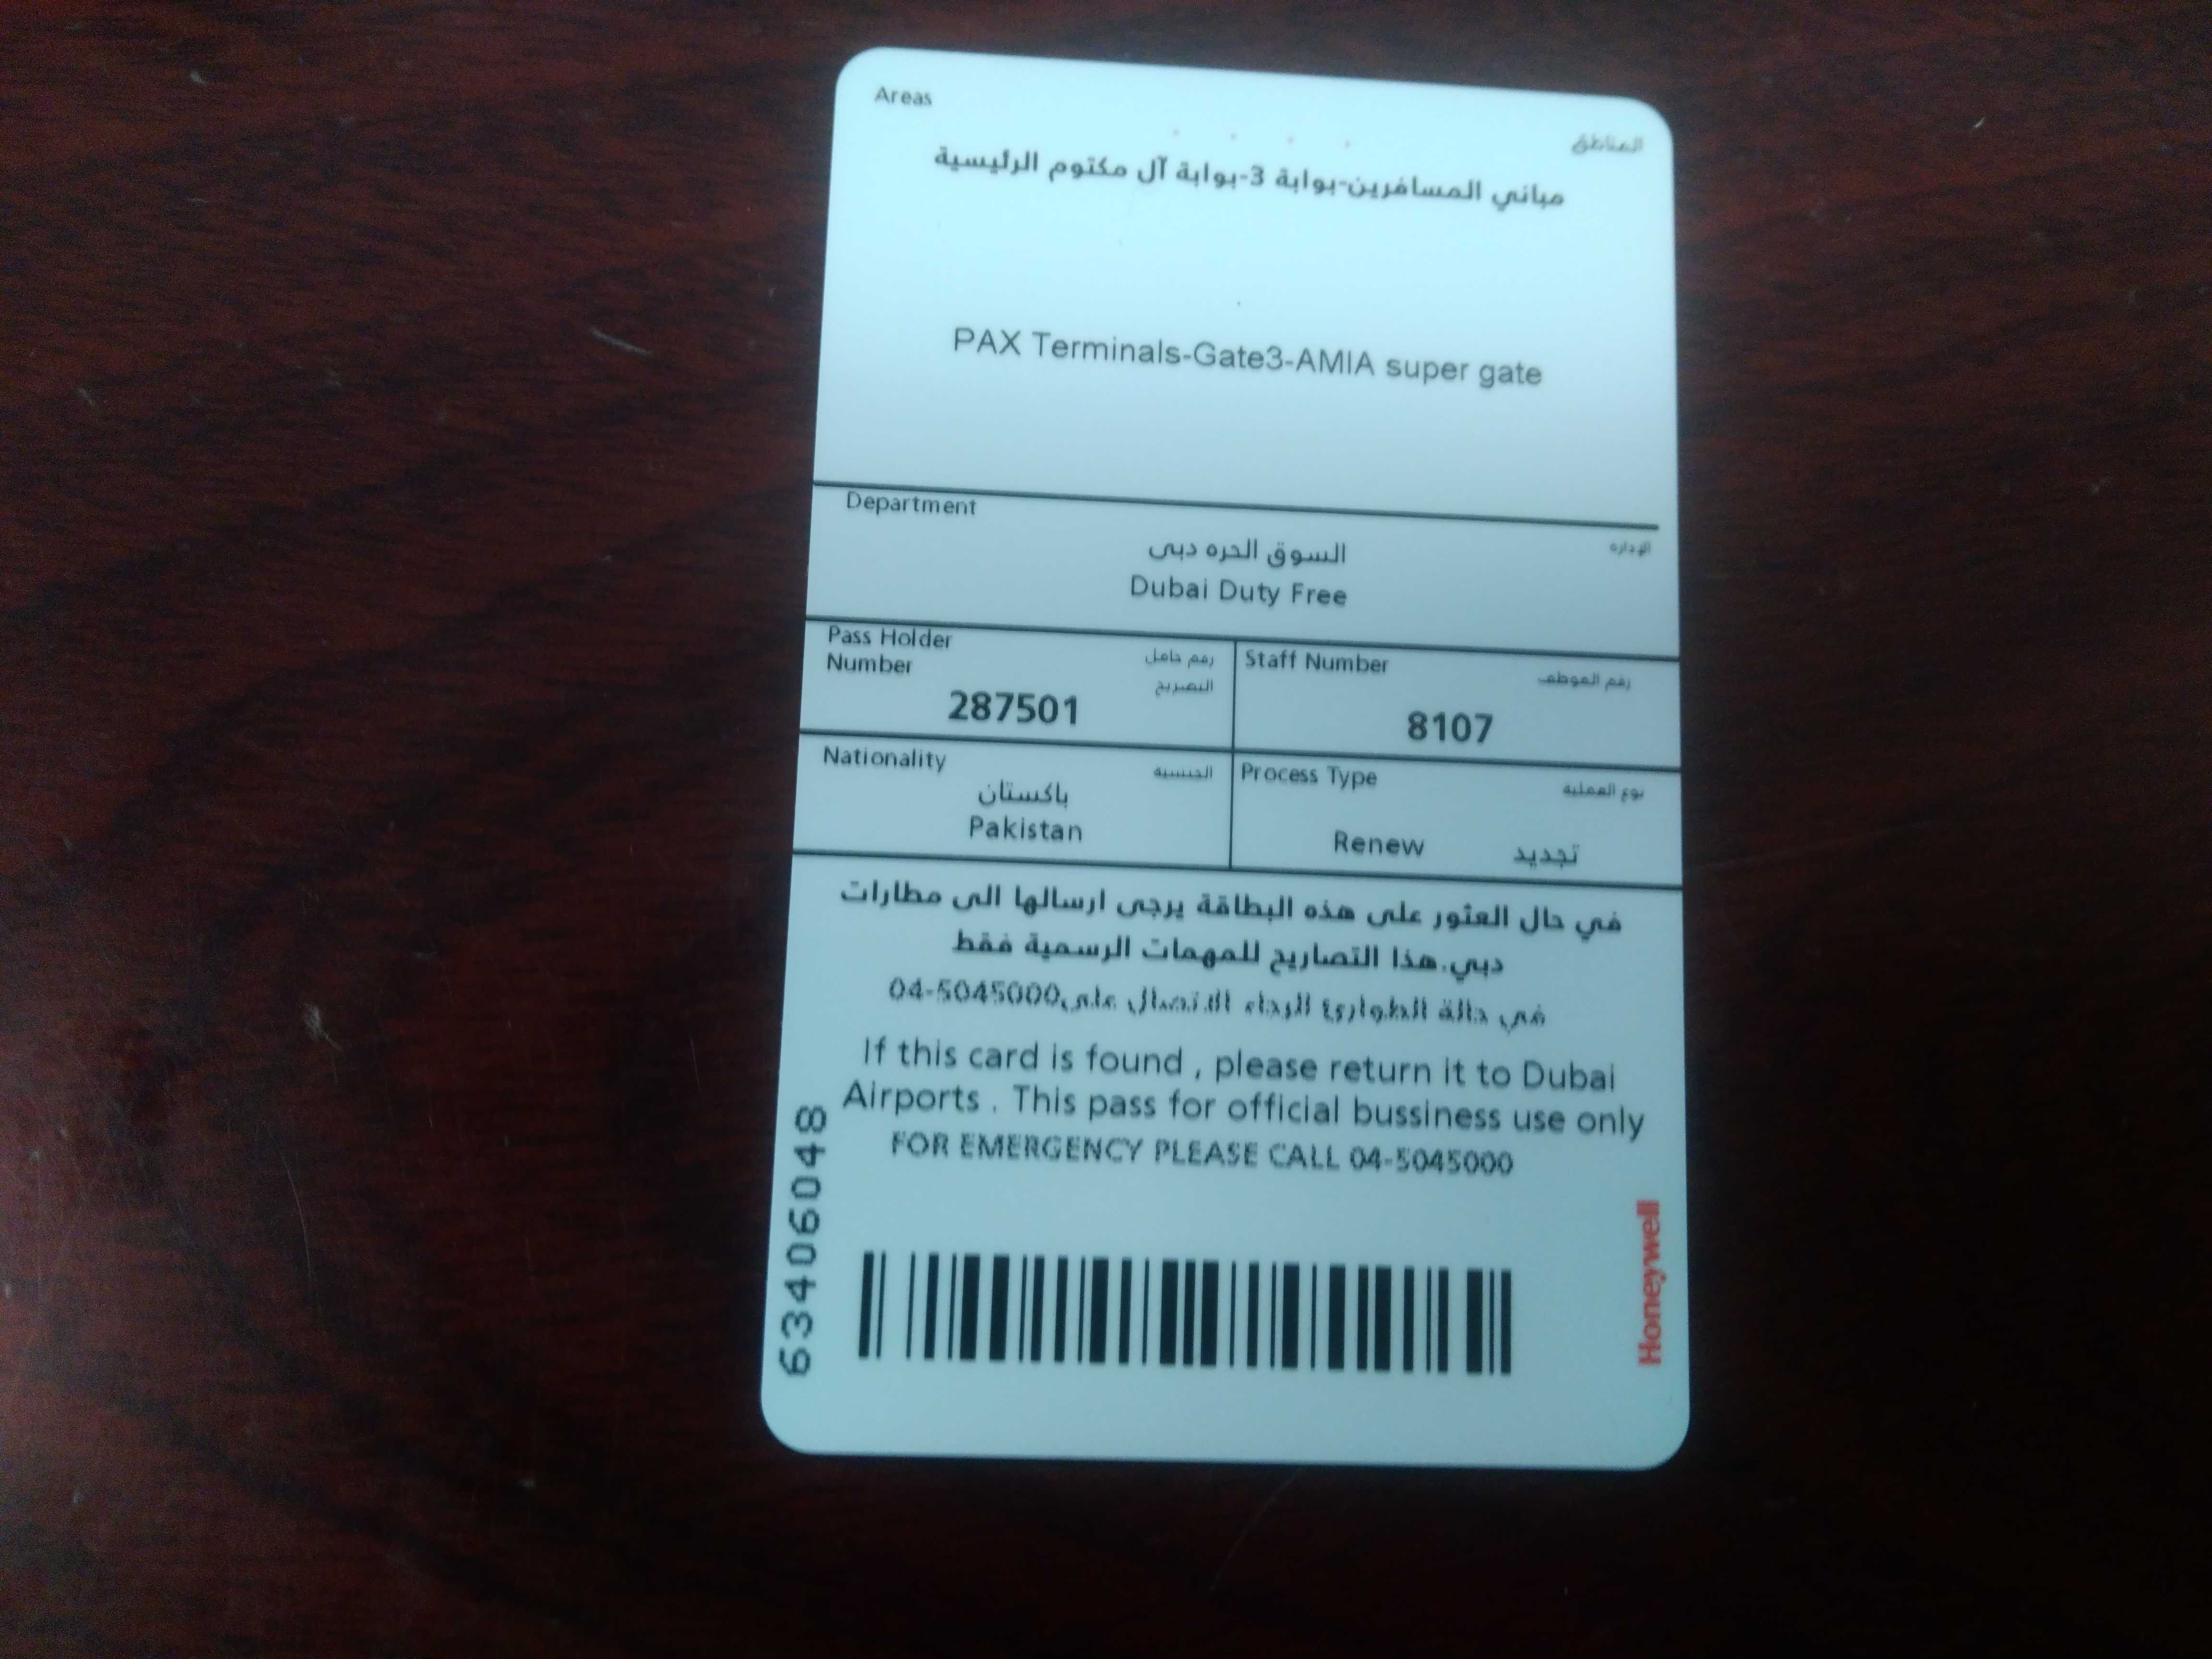 Areas
المناطق
مباني المسافرين-بوابة 3-بوابة آل مكتوم الرئيسية
PAX Terminals-Gate3-AMIA super gate
Department
الإدارة
السوق الحره دبى
Dubai Duty Free
Pass Holder
Number
رقم حامل
التصريح
287501
Staff Number
رقم الموظف
8107
Nationality
الجنسية
باكستان
Pakistan
Process Type
نوع العملية
Renew تجديد
في حال العثور على هذه البطاقة يرجى ارسالها الى مطارات
دبي.هذا التصاريح للمهمات الرسمية فقط
في حالة الطوارئ الرجاء الاتصال على04-5045000
If this card is found , please return it to Dubai
Airports . This pass for official bussiness use only
FOR EMERGENCY PLEASE CALL 04-5045000
63406048
Honeywell